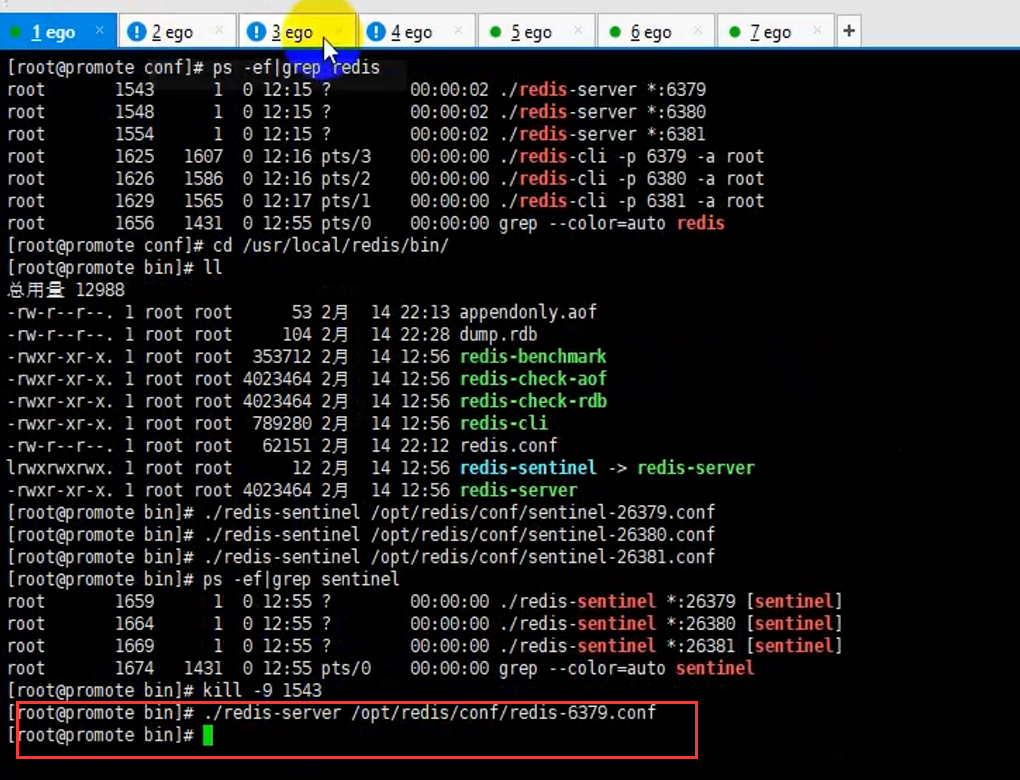 1 ego × 2 ego × 3 ego × 4 ego × 5 ego × 6 ego × 7 ego × +
[root@promote conf]# ps -ef|grep redis
root 1543 1 0 12:15 ? 00:00:02 ./redis-server *:6379
root 1548 1 0 12:15 ? 00:00:02 ./redis-server *:6380
root 1554 1 0 12:15 ? 00:00:02 ./redis-server *:6381
root 1625 1607 0 12:16 pts/3 00:00:00 ./redis-cli -p 6379 -a root
root 1626 1586 0 12:16 pts/2 00:00:00 ./redis-cli -p 6380 -a root
root 1629 1565 0 12:17 pts/1 00:00:00 ./redis-cli -p 6381 -a root
root 1656 1431 0 12:55 pts/0 00:00:00 grep --color=auto redis
[root@promote conf]# cd /usr/local/redis/bin/
[root@promote bin]# ll
总用量 12988
-rw-r--r--. 1 root root 53 2月 14 22:13 appendonly.aof
-rw-r--r--. 1 root root 104 2月 14 22:28 dump.rdb
-rwxr-xr-x. 1 root root 353712 2月 14 12:56 redis-benchmark
-rwxr-xr-x. 1 root root 4023464 2月 14 12:56 redis-check-aof
-rwxr-xr-x. 1 root root 4023464 2月 14 12:56 redis-check-rdb
-rwxr-xr-x. 1 root root 789280 2月 14 12:56 redis-cli
-rw-r--r--. 1 root root 62151 2月 14 22:12 redis.conf
lrwxrwxrwx. 1 root root 12 2月 14 12:56 redis-sentinel -> redis-server
-rwxr-xr-x. 1 root root 4023464 2月 14 12:56 redis-server
[root@promote bin]# ./redis-sentinel /opt/redis/conf/sentinel-26379.conf
[root@promote bin]# ./redis-sentinel /opt/redis/conf/sentinel-26380.conf
[root@promote bin]# ./redis-sentinel /opt/redis/conf/sentinel-26381.conf
[root@promote bin]# ps -ef|grep sentinel
root 1659 1 0 12:55 ? 00:00:00 ./redis-sentinel *:26379 [sentinel]
root 1664 1 0 12:55 ? 00:00:00 ./redis-sentinel *:26380 [sentinel]
root 1669 1 0 12:55 ? 00:00:00 ./redis-sentinel *:26381 [sentinel]
root 1674 1431 0 12:55 pts/0 00:00:00 grep --color=auto sentinel
[root@promote bin]# kill -9 1543
[root@promote bin]# ./redis-server /opt/redis/conf/redis-6379.conf
[root@promote bin]#